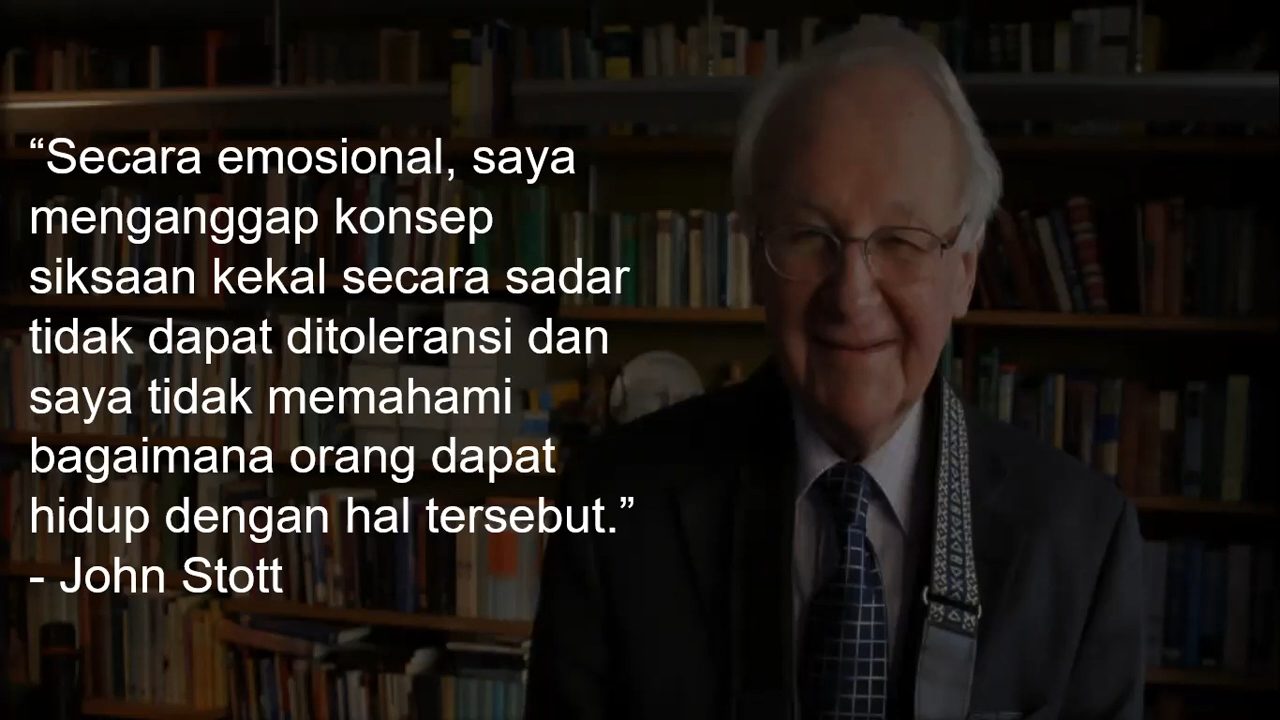 “Secara emosional, saya
menganggap konsep
siksaan kekal secara sadar
tidak dapat ditoleransi dan
saya tidak memahami
bagaimana orang dapat
hidup dengan hal tersebut.”
- John Stott